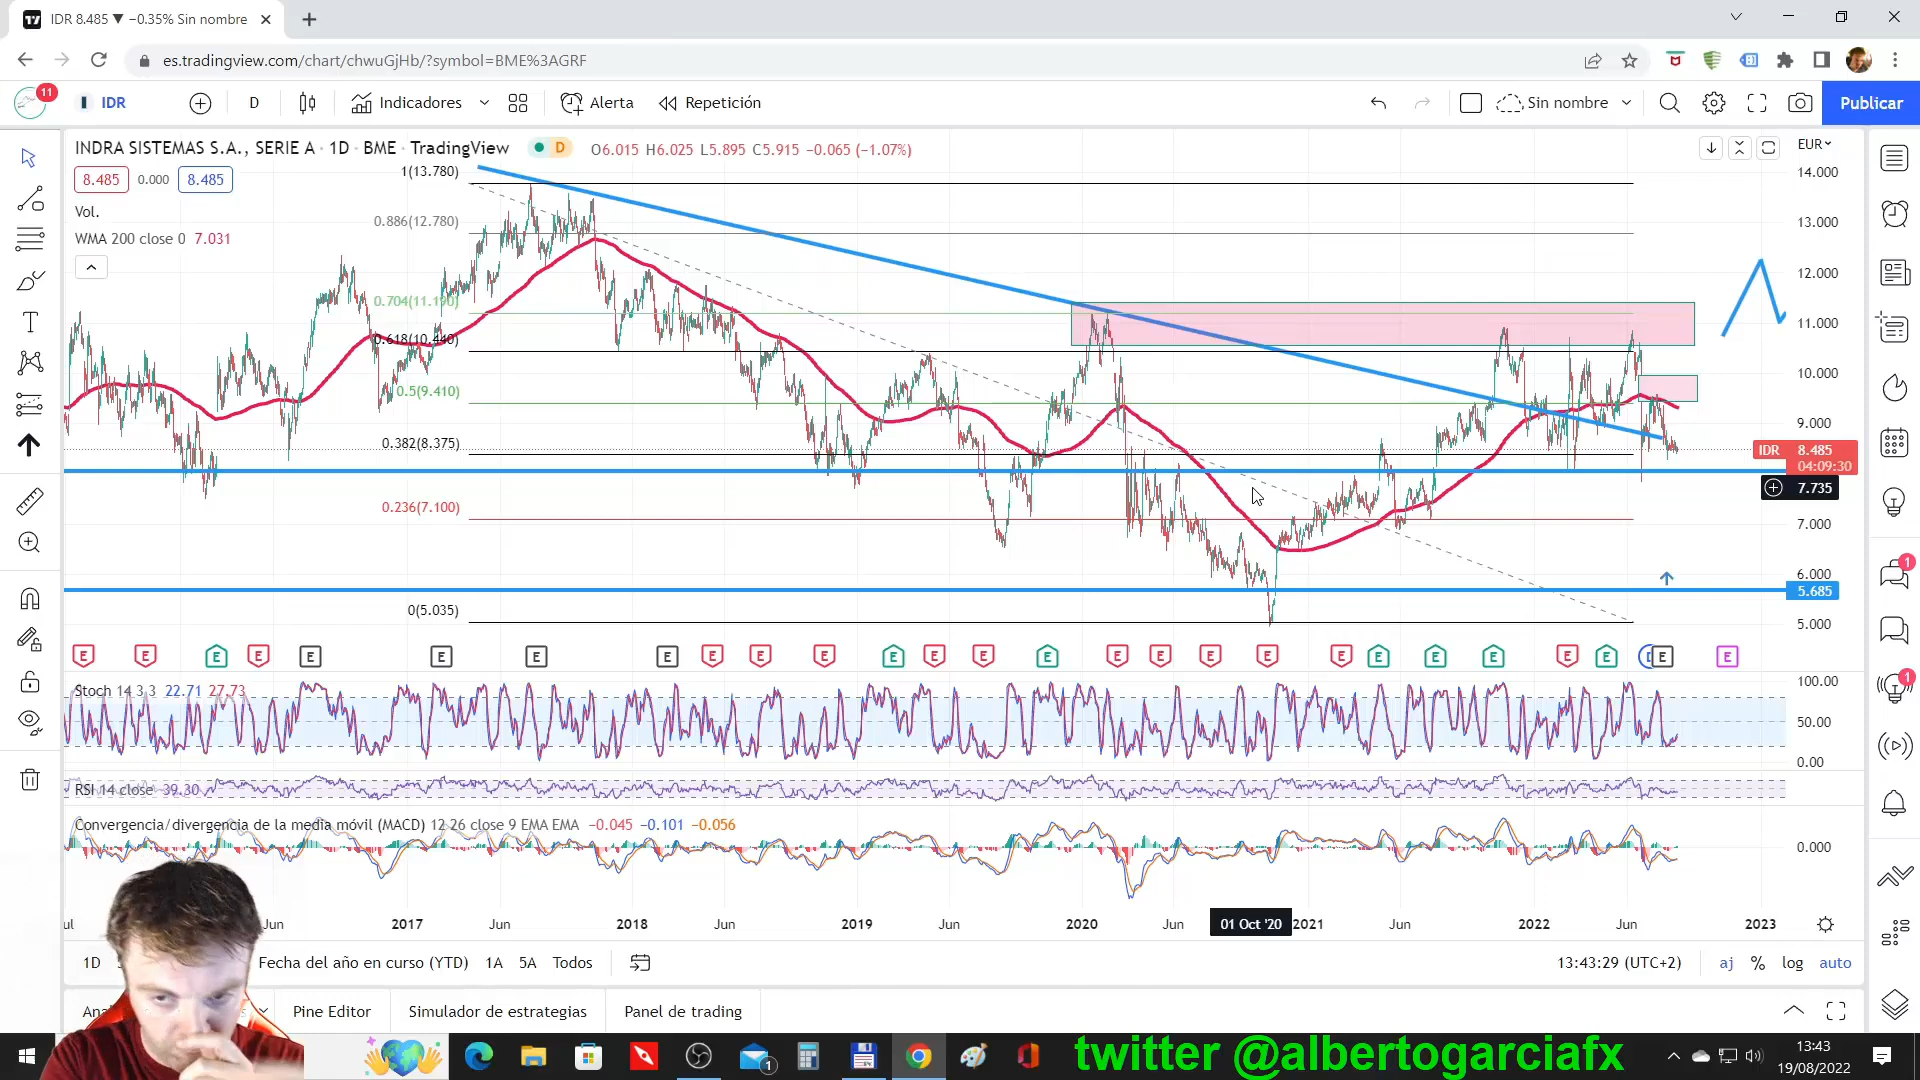 IDR 8.485 ▼ −0.35% Sin nombre
es.tradingview.com/chart/chwuGjHb/?symbol=BME%3AGRF
11
IDR
D
Indicadores
Alerta
Repetición
Sin nombre
Publicar
INDRA SISTEMAS S.A., SERIE A · 1D · BME · TradingView
D
O6.015 H6.025 L5.895 C5.915 −0.065 (−1.07%)
EUR
8.485
0.000
8.485
Vol.
WMA 200 close 0 7.031
1(13.780)
0.886(12.780)
0.704(11.190)
0.618(10.440)
0.5(9.410)
0.382(8.375)
0.236(7.100)
0(5.035)
14.000
13.000
12.000
11.000
10.000
9.000
IDR 8.485
04:09:30
7.735
7.000
6.000
5.685
5.000
E E E E E E E E E E E E E E E E E E E E E E E E E E
Stoch 14 3 3 22.71 27.73
100.00
50.00
0.00
RSI 14 close 39.30
Convergencia/divergencia de la media móvil (MACD) 12 26 close 9 EMA EMA −0.045 −0.101 −0.056
0.000
Jun 2017 Jun 2018 Jun 2019 Jun 2020 Jun 01 Oct '20 2021 Jun 2022 Jun 2023
1D
Fecha del año en curso (YTD) 1A 5A Todos
13:43:29 (UTC+2)
aj % log auto
Pine Editor
Simulador de estrategias
Panel de trading
1
1
1
twitter @albertogarciafx
13:43
19/08/2022